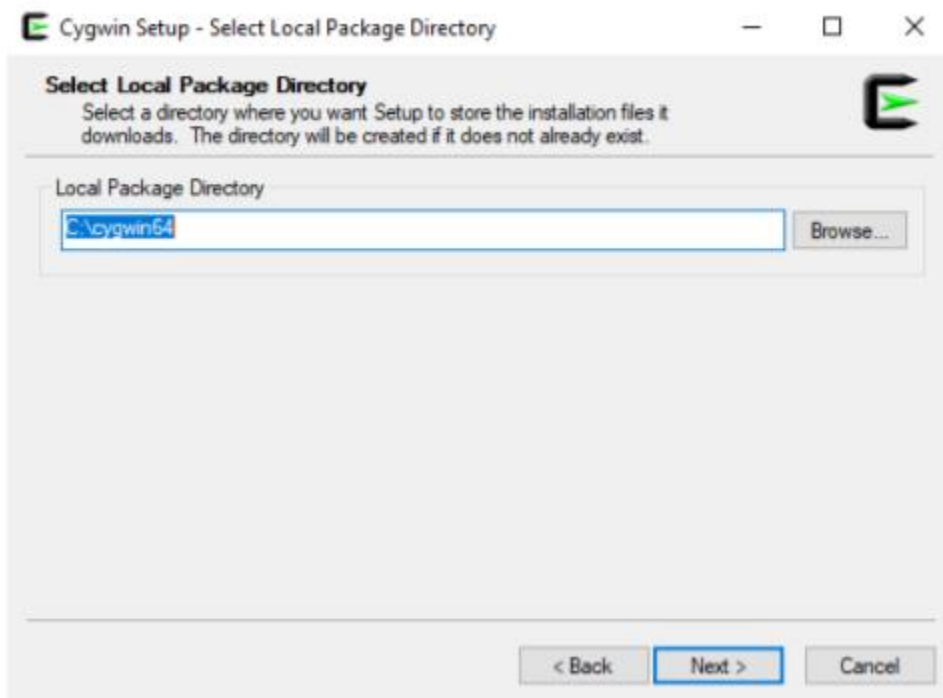 Cygwin Setup - Select Local Package Directory
Select Local Package Directory
Select a directory where you want Setup to store the installation files it
downloads. The directory will be created if it does not already exist.
Local Package Directory
C:\cygwin64
Browse...
< Back
Next >
Cancel